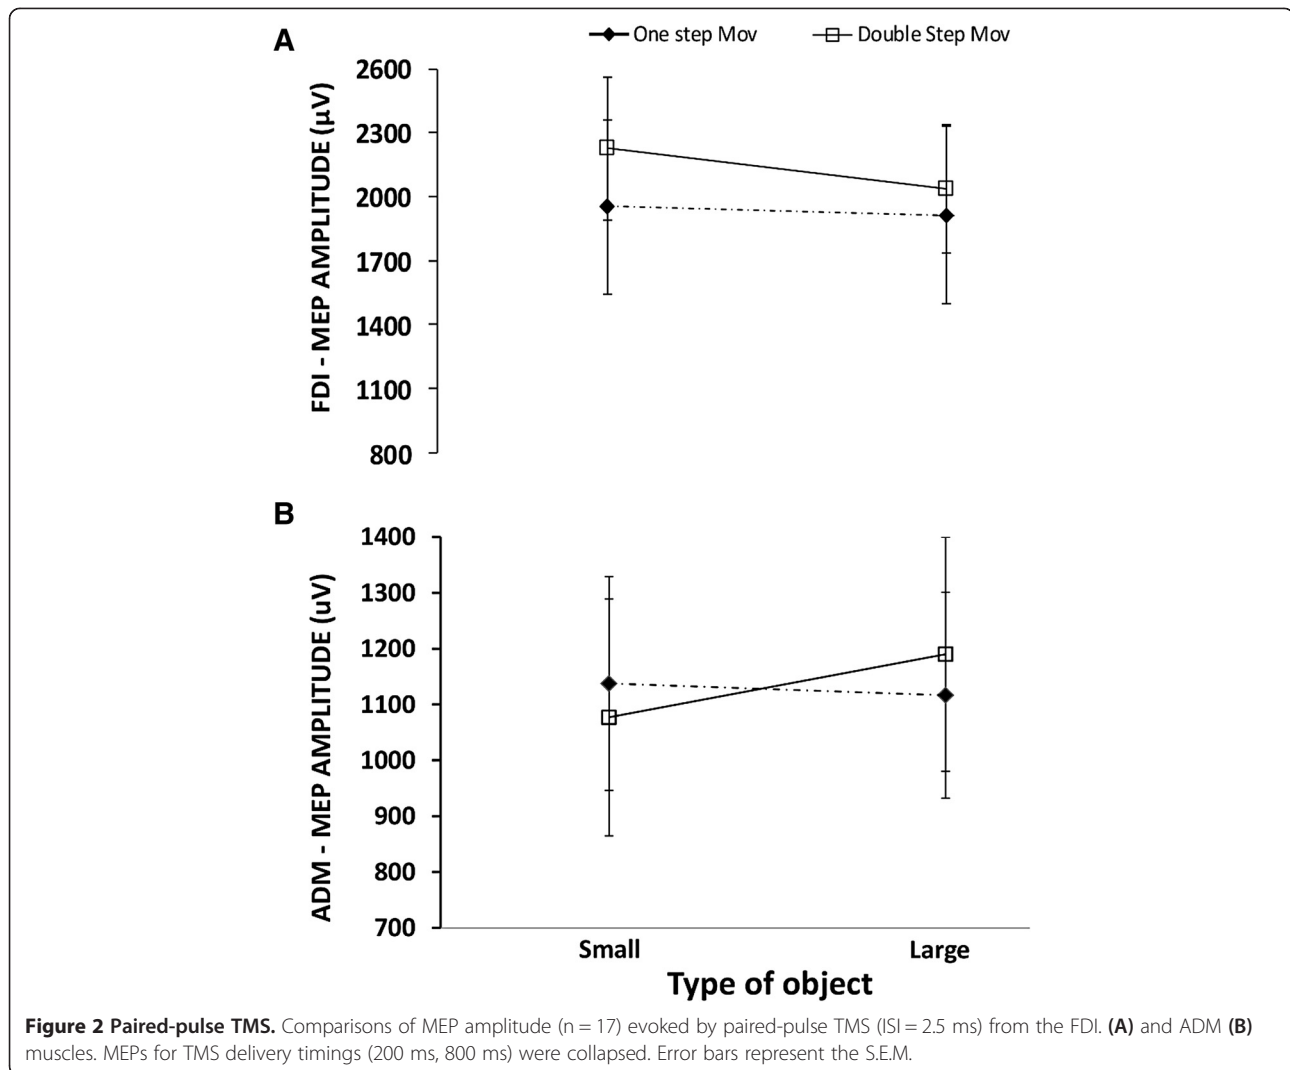 A
One step Mov Double Step Mov
FDI - MEP AMPLITUDE (µV)
2600
2300
2000
1700
1400
1100
800
B
ADM - MEP AMPLITUDE (uV)
1400
1300
1200
1100
1000
900
800
700
Small Large
Type of object
Figure 2 Paired-pulse TMS. Comparisons of MEP amplitude (n = 17) evoked by paired-pulse TMS (ISI = 2.5 ms) from the FDI. (A) and ADM (B)
muscles. MEPs for TMS delivery timings (200 ms, 800 ms) were collapsed. Error bars represent the S.E.M.